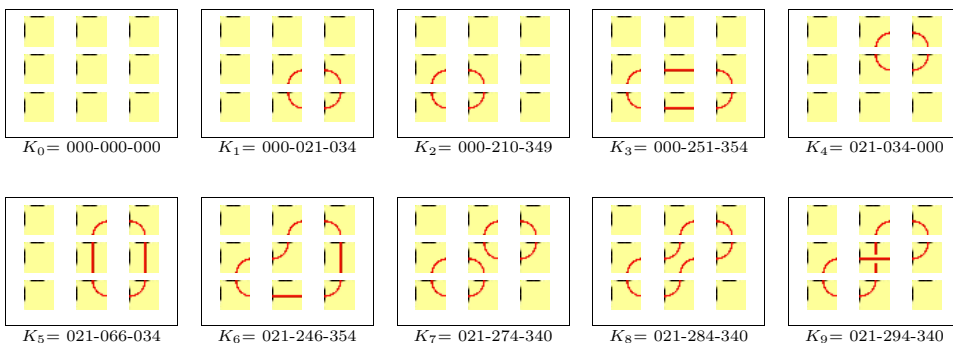 K₀= 000-000-000 K₁= 000-021-034 K₂= 000-210-349 K₃= 000-251-354 K₄= 021-034-000
K₅= 021-066-034 K₆= 021-246-354 K₇= 021-274-340 K₈= 021-284-340 K₉= 021-294-340